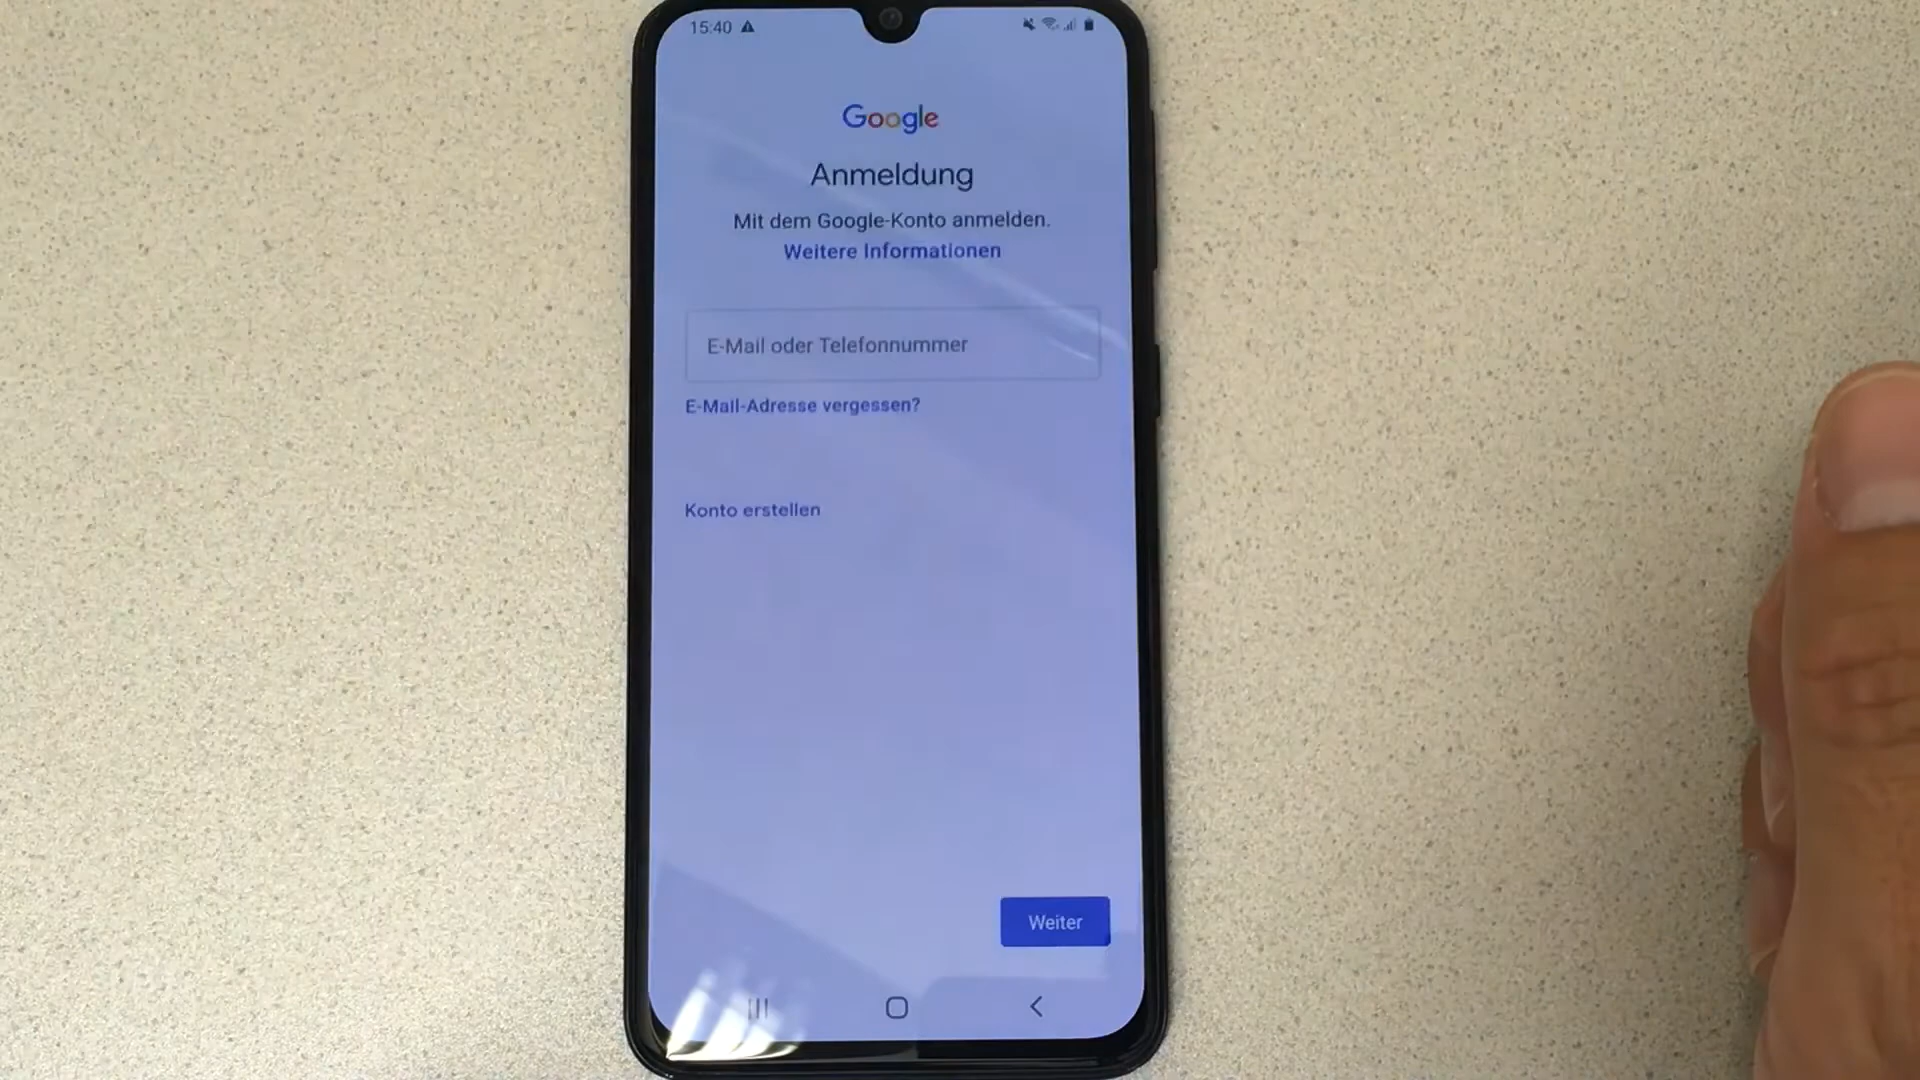 15:40
Google
Anmeldung
Mit dem Google-Konto anmelden.
Weitere Informationen
E-Mail oder Telefonnummer
E-Mail-Adresse vergessen?
Konto erstellen
Weiter